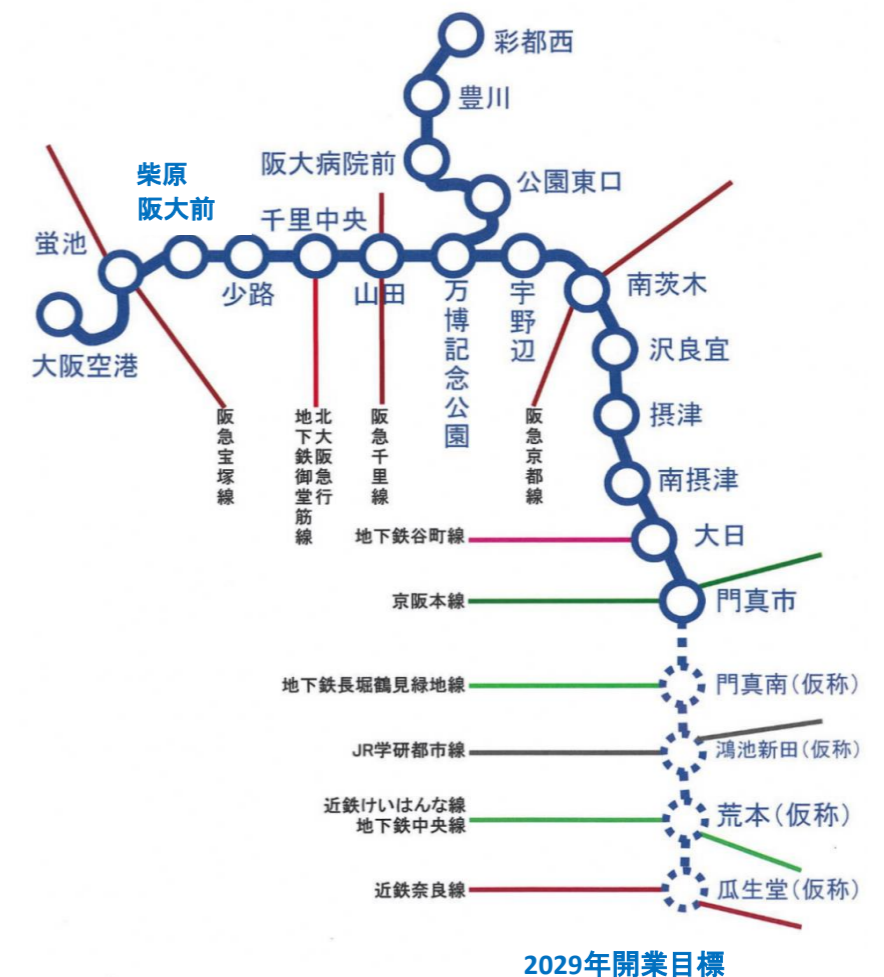 彩都西
豊川
阪大病院前
公園東口
柴原
阪大前
千里中央
蛍池
少路
山田
万博記念公園
宇野辺
南茨木
大阪空港
沢良宜
摂津
南摂津
大日
門真市
阪急宝塚線
北大阪急行
地下鉄御堂筋線
阪急千里線
阪急京都線
地下鉄谷町線
京阪本線
地下鉄長堀鶴見緑地線
門真南(仮称)
JR学研都市線
鴻池新田(仮称)
近鉄けいはんな線
地下鉄中央線
荒本(仮称)
近鉄奈良線
瓜生堂(仮称)
2029年開業目標